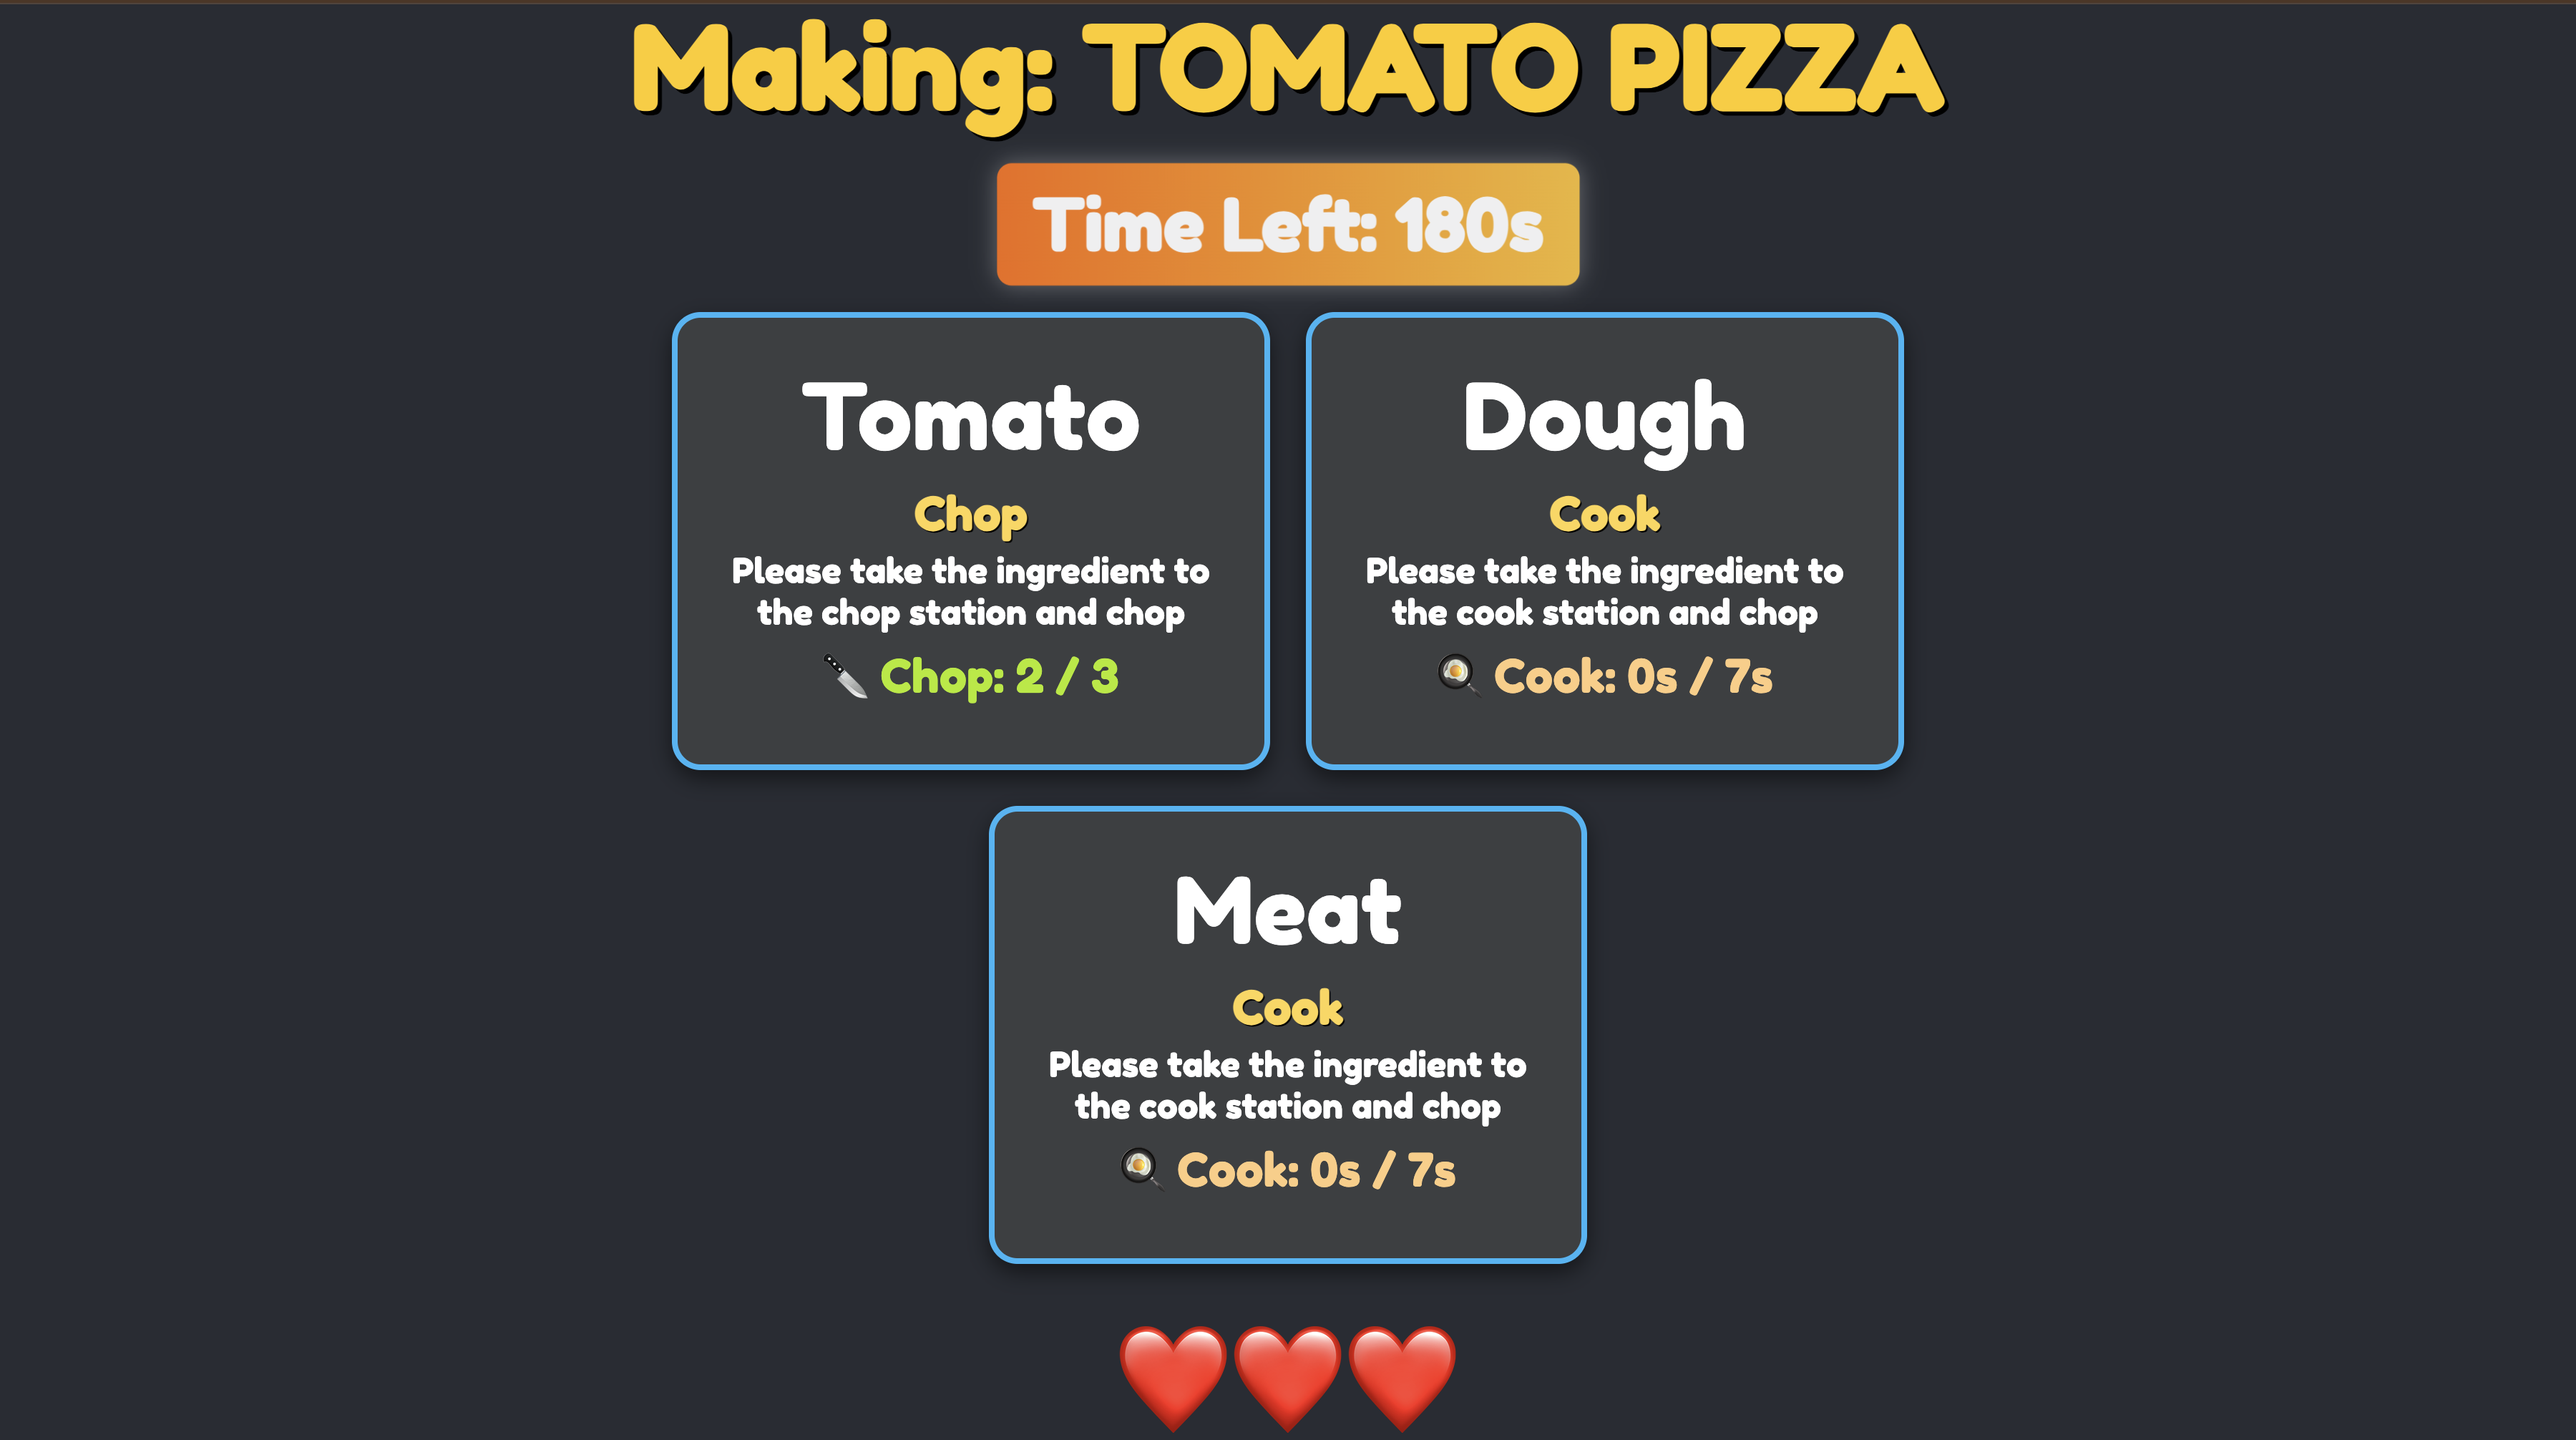 Making: TOMATO PIZZA
Time Left: 180s
Tomato
Chop
Please take the ingredient to
the chop station and chop
Chop: 2 / 3
Dough
Cook
Please take the ingredient to
the cook station and chop
Cook: 0s / 7s
Meat
Cook
Please take the ingredient to
the cook station and chop
Cook: 0s / 7s